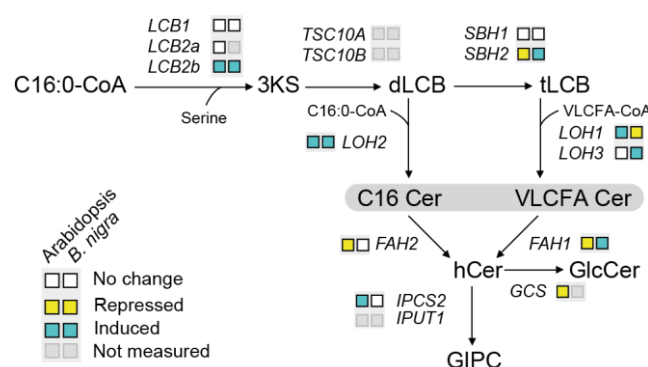 LCB1
LCB2a
LCB2b
TSC10A
TSC10B
SBH1
SBH2
C16:0-CoA
3KS
dLCB
tLCB
Serine
C16:0-CoA
VLCFA-CoA
LOH2
LOH1
LOH3
C16 Cer
VLCFA Cer
Arabidopsis
B. nigra
No change
Repressed
Induced
Not measured
FAH2
FAH1
hCer
GlcCer
GCS
IPCS2
IPUT1
GIPC